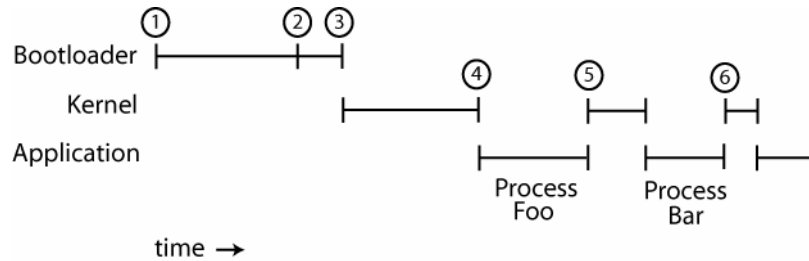 1 2 3
Bootloader
4 5 6
Kernel
Application
Process Foo
Process Bar
time →